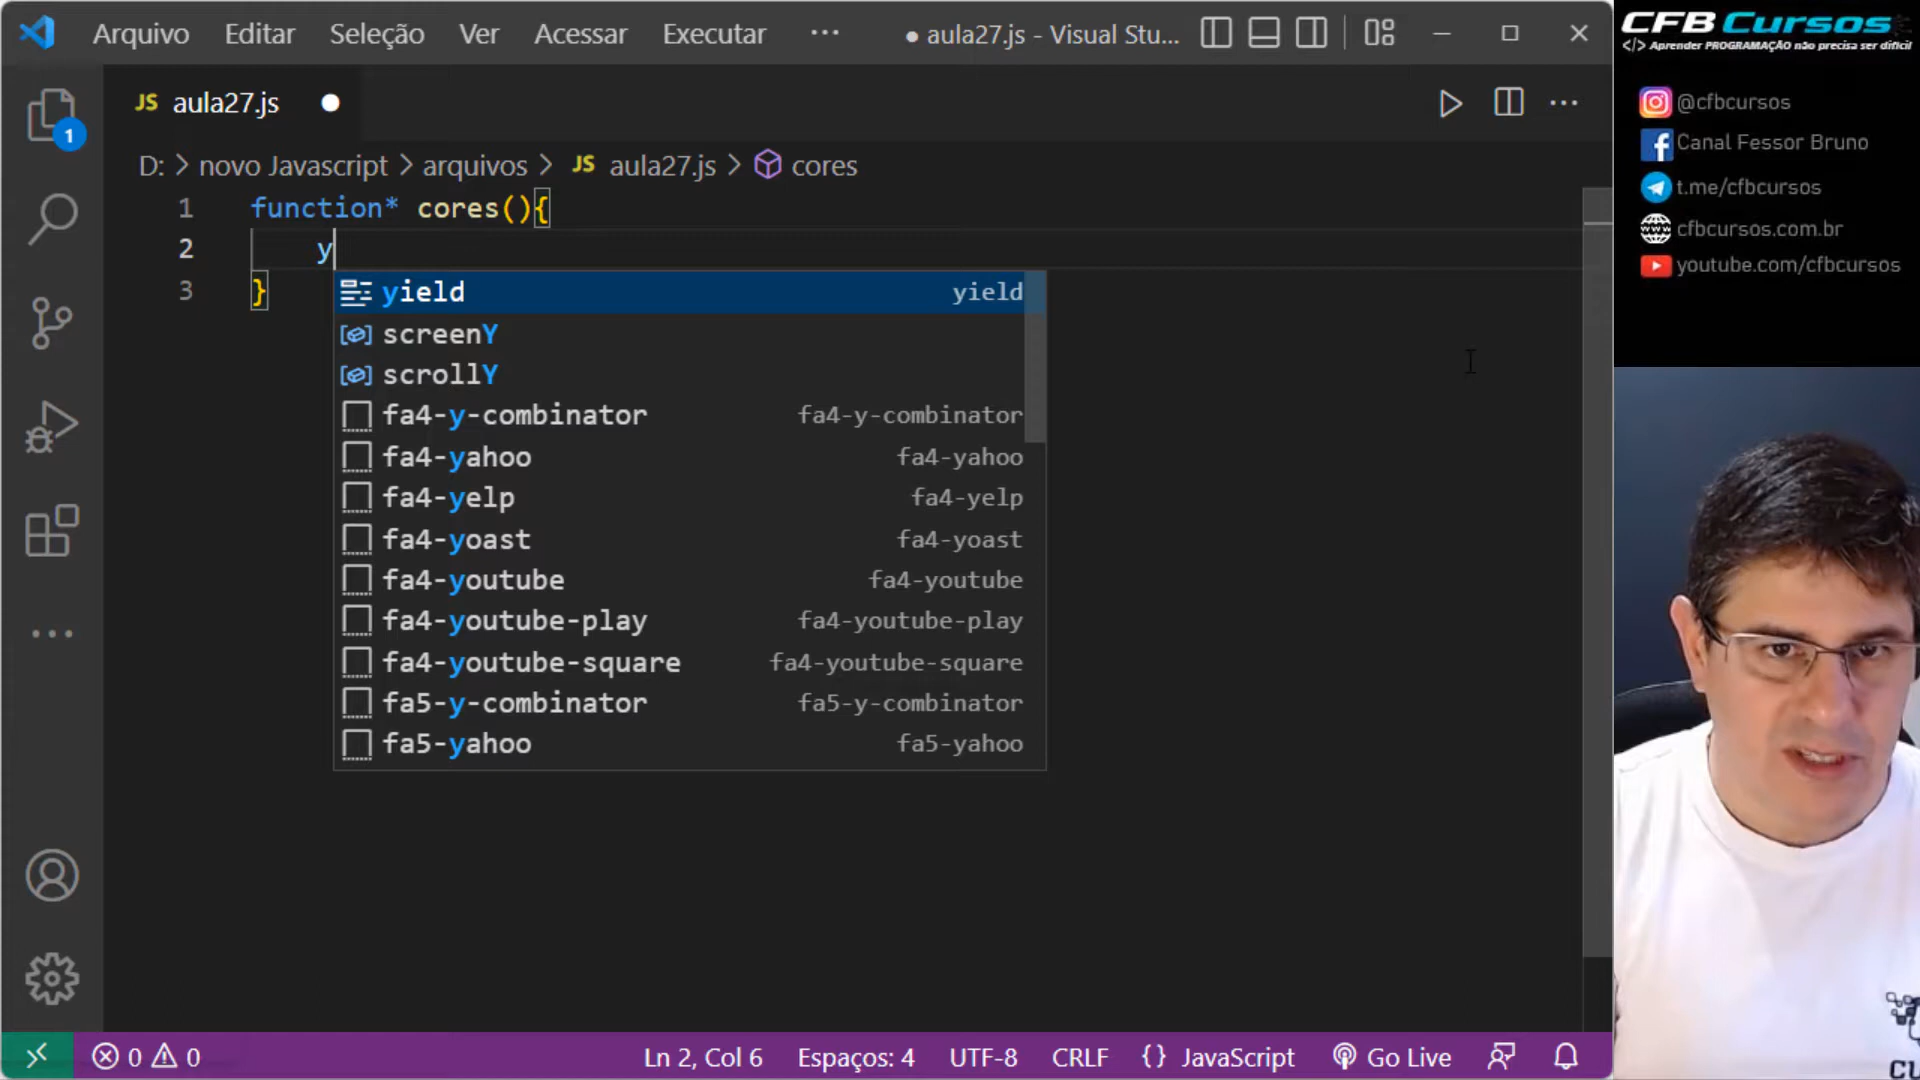 Arquivo Editar Seleção Ver Acessar Executar ··· ● aula27.js - Visual Stu...
JS aula27.js ●
D: > novo Javascript > arquivos > JS aula27.js > cores
1 function* cores(){
2 y
3 }
yield yield
screenY
scrollY
fa4-y-combinator fa4-y-combinator
fa4-yahoo fa4-yahoo
fa4-yelp fa4-yelp
fa4-yoast fa4-yoast
fa4-youtube fa4-youtube
fa4-youtube-play fa4-youtube-play
fa4-youtube-square fa4-youtube-square
fa5-y-combinator fa5-y-combinator
fa5-yahoo fa5-yahoo
1
0 0 Ln 2, Col 6 Espaços: 4 UTF-8 CRLF {} JavaScript Go Live
CFB Cursos
</> Aprender PROGRAMAÇÃO não precisa ser difícil
@cfbcursos
Canal Fessor Bruno
t.me/cfbcursos
cfbcursos.com.br
youtube.com/cfbcursos